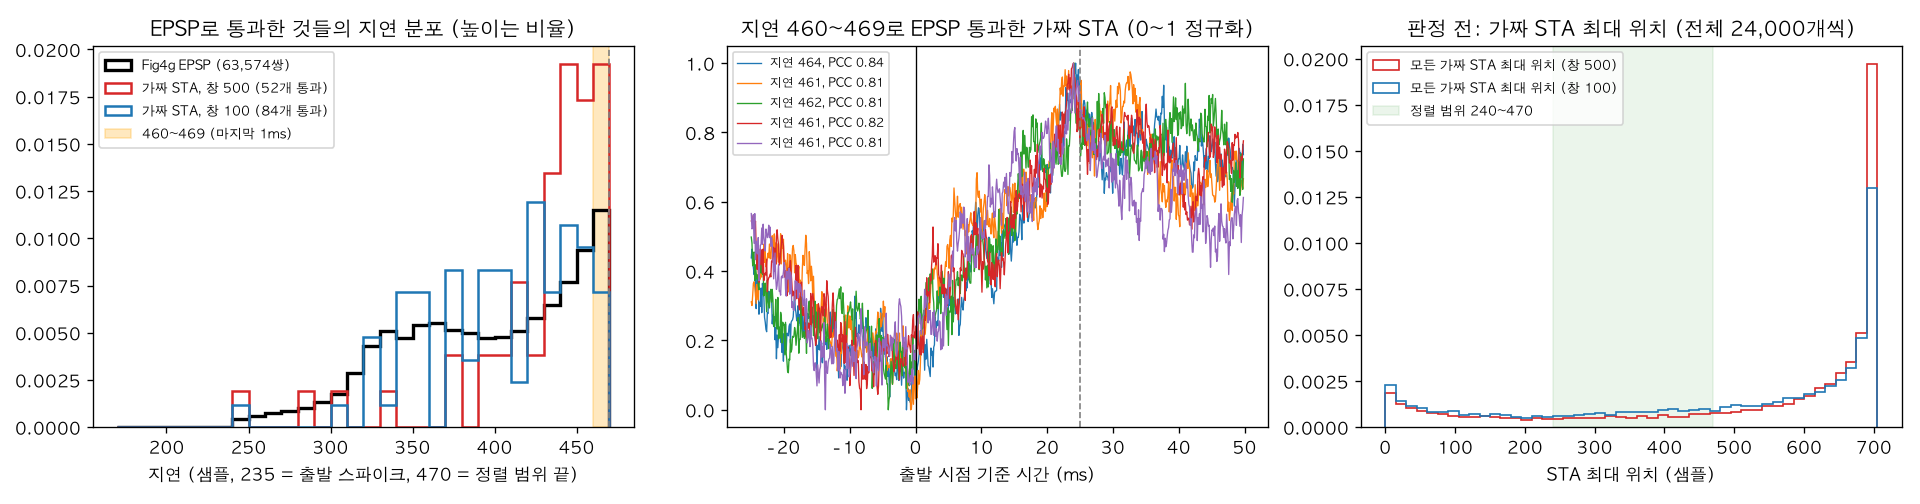 EPSP로 통과한 것들의 지연 분포 (높이는 비율)
0.0200
0.0175
0.0150
0.0125
0.0100
0.0075
0.0050
0.0025
0.0000
Fig4g EPSP (63,574쌍)
가짜 STA, 창 500 (52개 통과)
가짜 STA, 창 100 (84개 통과)
460~469 (마지막 1ms)
200 250 300 350 400 450
지연 (샘플, 235 = 출발 스파이크, 470 = 정렬 범위 끝)
지연 460~469로 EPSP 통과한 가짜 STA (0~1 정규화)
1.0
0.8
0.6
0.4
0.2
0.0
지연 464, PCC 0.84
지연 461, PCC 0.81
지연 462, PCC 0.81
지연 461, PCC 0.82
지연 461, PCC 0.81
-20 -10 0 10 20 30 40 50
출발 시점 기준 시간 (ms)
판정 전: 가짜 STA 최대 위치 (전체 24,000개씩)
0.0200
0.0175
0.0150
0.0125
0.0100
0.0075
0.0050
0.0025
0.0000
모든 가짜 STA 최대 위치 (창 500)
모든 가짜 STA 최대 위치 (창 100)
정렬 범위 240~470
0 100 200 300 400 500 600 700
STA 최대 위치 (샘플)